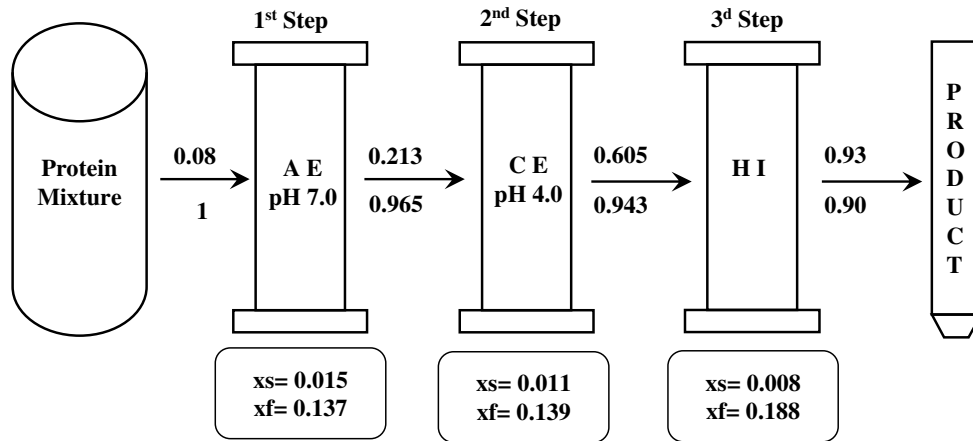 1st Step
2nd Step
3d Step
Protein
Mixture
0.08
1
A E
pH 7.0
0.213
0.965
C E
pH 4.0
0.605
0.943
H I
0.93
0.90
PRODUCT
xs= 0.015
xf= 0.137
xs= 0.011
xf= 0.139
xs= 0.008
xf= 0.188